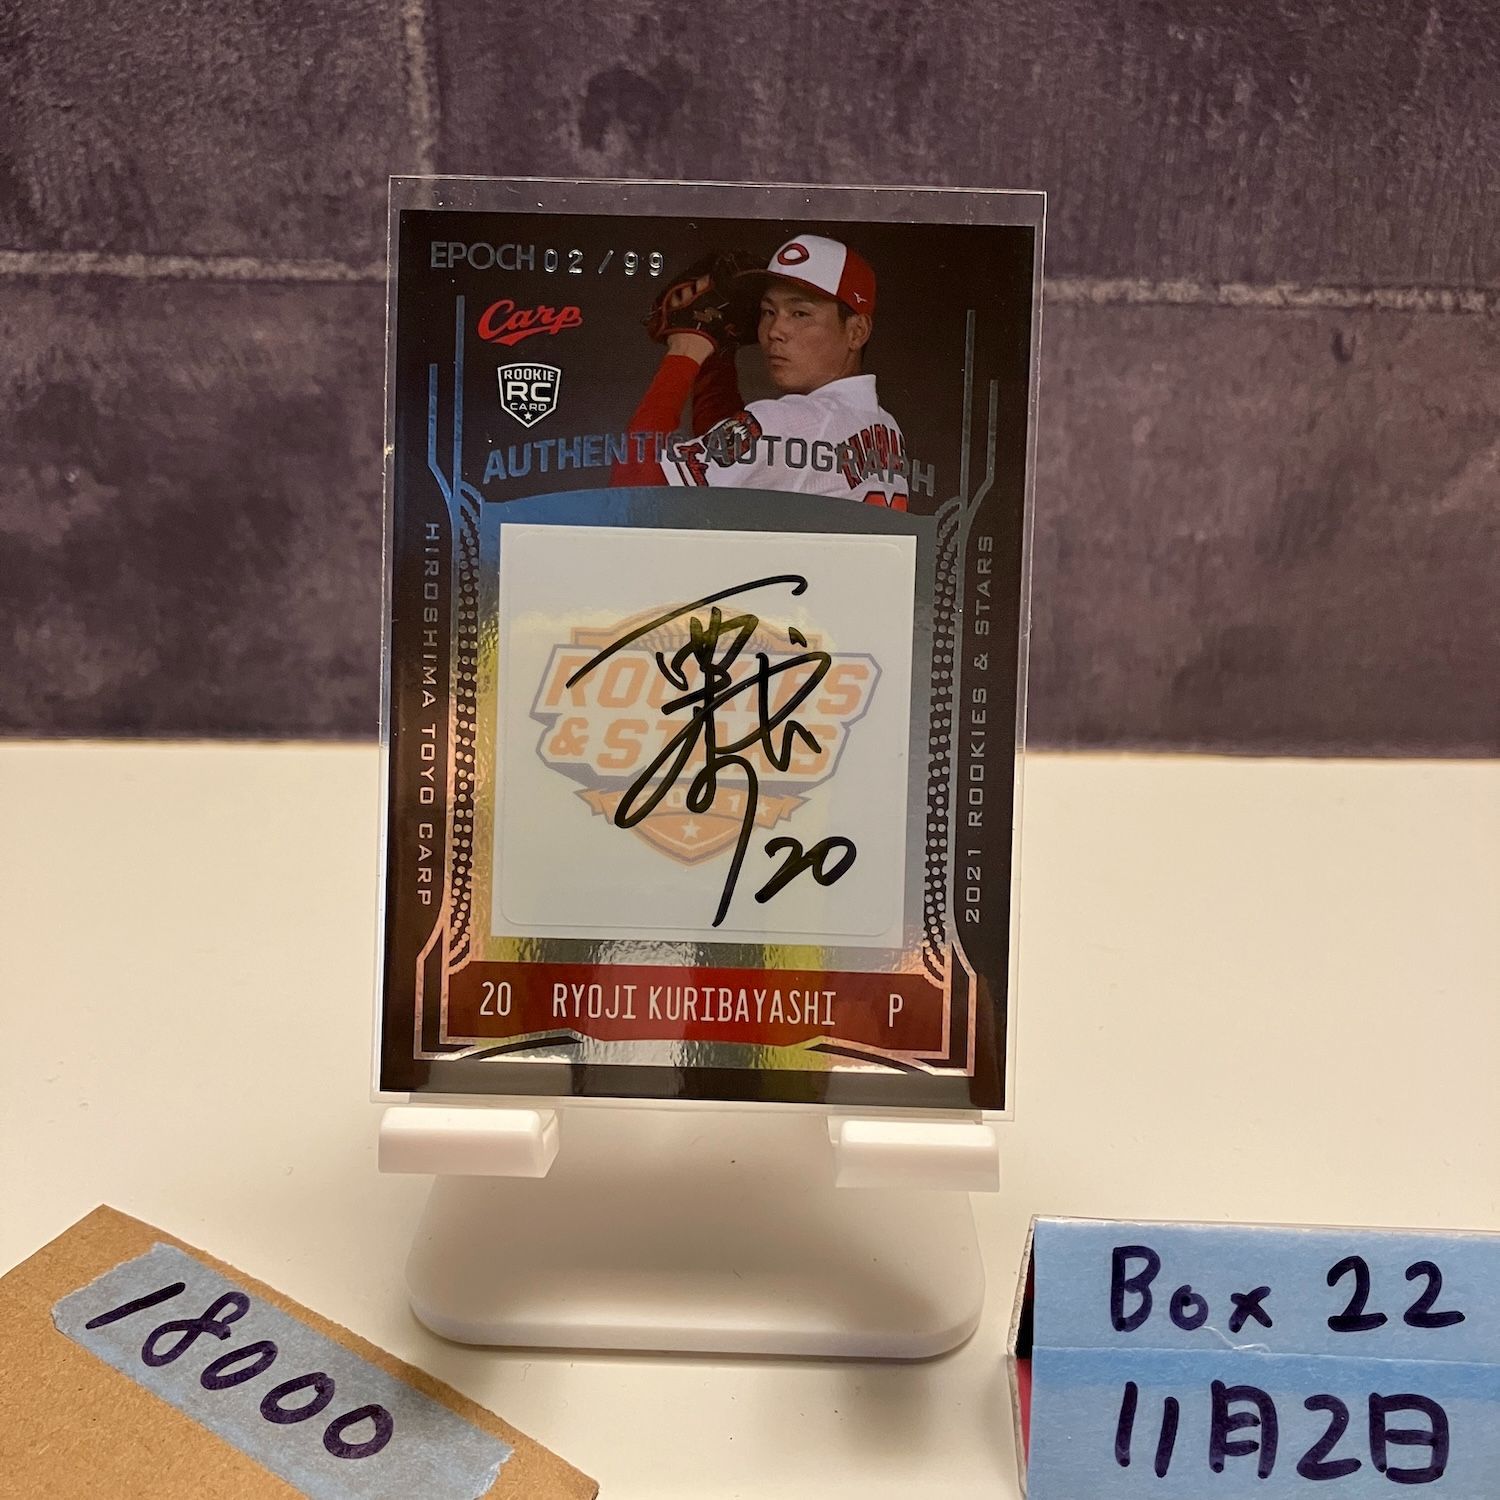 EPOCH 02/99
Carp
ROOKIE
RC
CARD
AUTHENTIC AUTOGRAPH
HIROSHIMA TOYO CARP
2021 ROOKIES & STARS
ROOKIES
& STARS
2021
20
20 RYOJI KURIBAYASHI P
18000
Box 22
11月2日